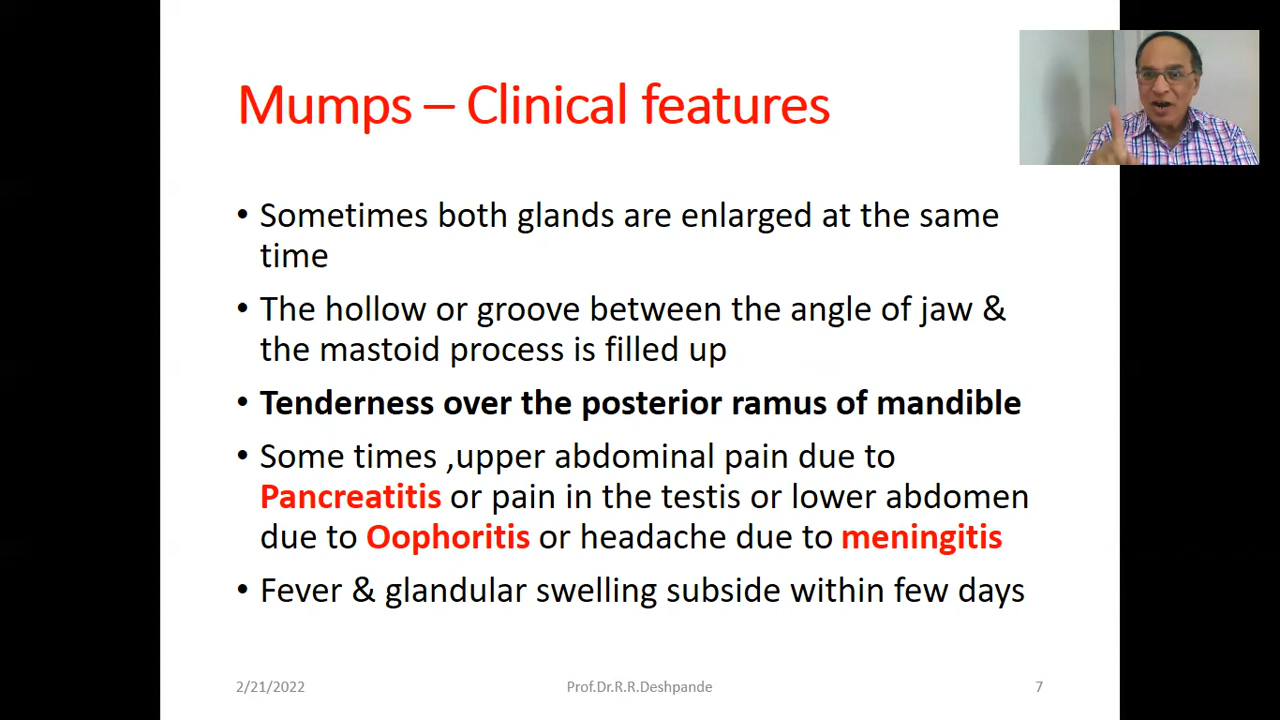 Mumps – Clinical features
• Sometimes both glands are enlarged at the same
time
• The hollow or groove between the angle of jaw &
the mastoid process is filled up
• Tenderness over the posterior ramus of mandible
• Some times ,upper abdominal pain due to
Pancreatitis or pain in the testis or lower abdomen
due to Oophoritis or headache due to meningitis
• Fever & glandular swelling subside within few days
2/21/2022
Prof.Dr.R.R.Deshpande
7